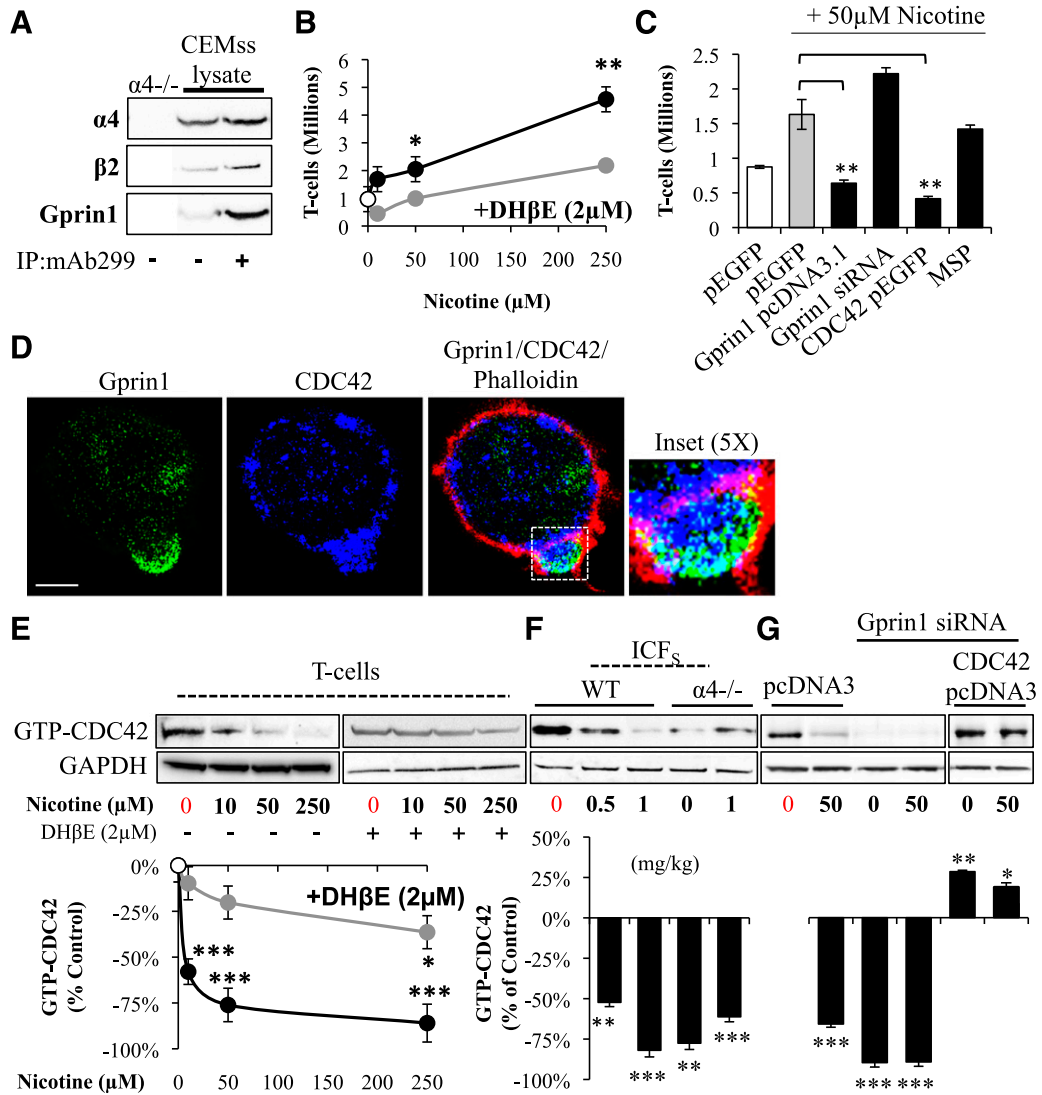 A
CEMss
α4-/- lysate
α4
β2
Gprin1
IP:mAb299 - - +
B
T-cells (Millions)
6
5
4
3
2
1
0
*
**
+DHβE (2μM)
0 50 100 150 200 250
Nicotine (μM)
C
+ 50μM Nicotine
T-cells (Millions)
2.5
2
1.5
1
0.5
0
**
**
pEGFP
pEGFP
Gprin1 pcDNA3.1
Gprin1 siRNA
CDC42 pEGFP
MSP
D
Gprin1
CDC42
Gprin1/CDC42/
Phalloidin
Inset (5X)
E
T-cells
F
ICFS
WT α4-/-
G
Gprin1 siRNA
pcDNA3
CDC42
pcDNA3
GTP-CDC42
GAPDH
Nicotine (μM) 0 10 50 250 0 10 50 250 0 0.5 1 0 1 0 50 0 50 0 50
DHβE (2μM) - - - - + + + +
GTP-CDC42
(% Control)
0%
-25%
-50%
-75%
-100%
+DHβE (2μM)
***
***
*
***
Nicotine (μM) 0 50 100 150 200 250
GTP-CDC42
(% of Control)
50%
25%
0%
-25%
-50%
-75%
-100%
(mg/kg)
**
***
**
***
***
***
***
**
*